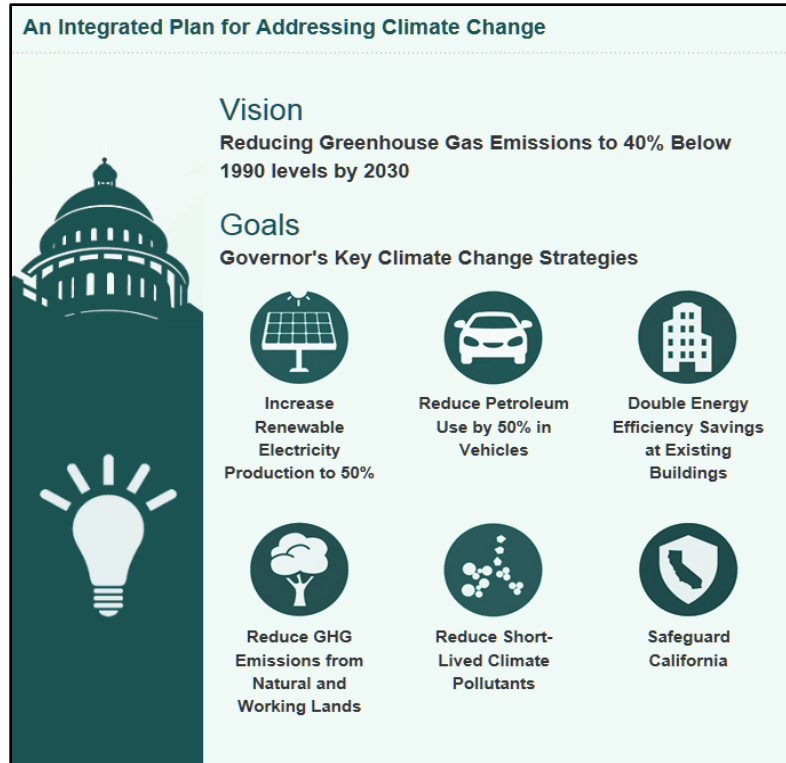 An Integrated Plan for Addressing Climate Change
Vision
Reducing Greenhouse Gas Emissions to 40% Below
1990 levels by 2030
Goals
Governor's Key Climate Change Strategies
Increase
Renewable
Electricity
Production to 50%
Reduce Petroleum
Use by 50% in
Vehicles
Double Energy
Efficiency Savings
at Existing
Buildings
Reduce GHG
Emissions from
Natural and
Working Lands
Reduce Short-
Lived Climate
Pollutants
Safeguard
California